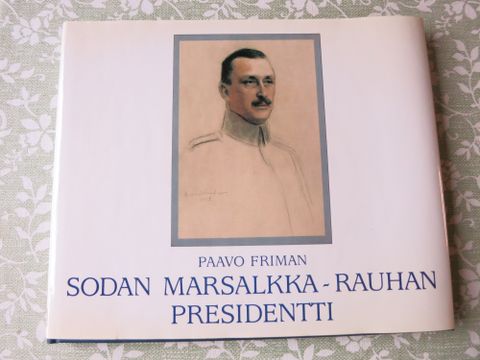 PAAVO FRIMAN
SODAN MARSALKKA - RAUHAN
PRESIDENTTI